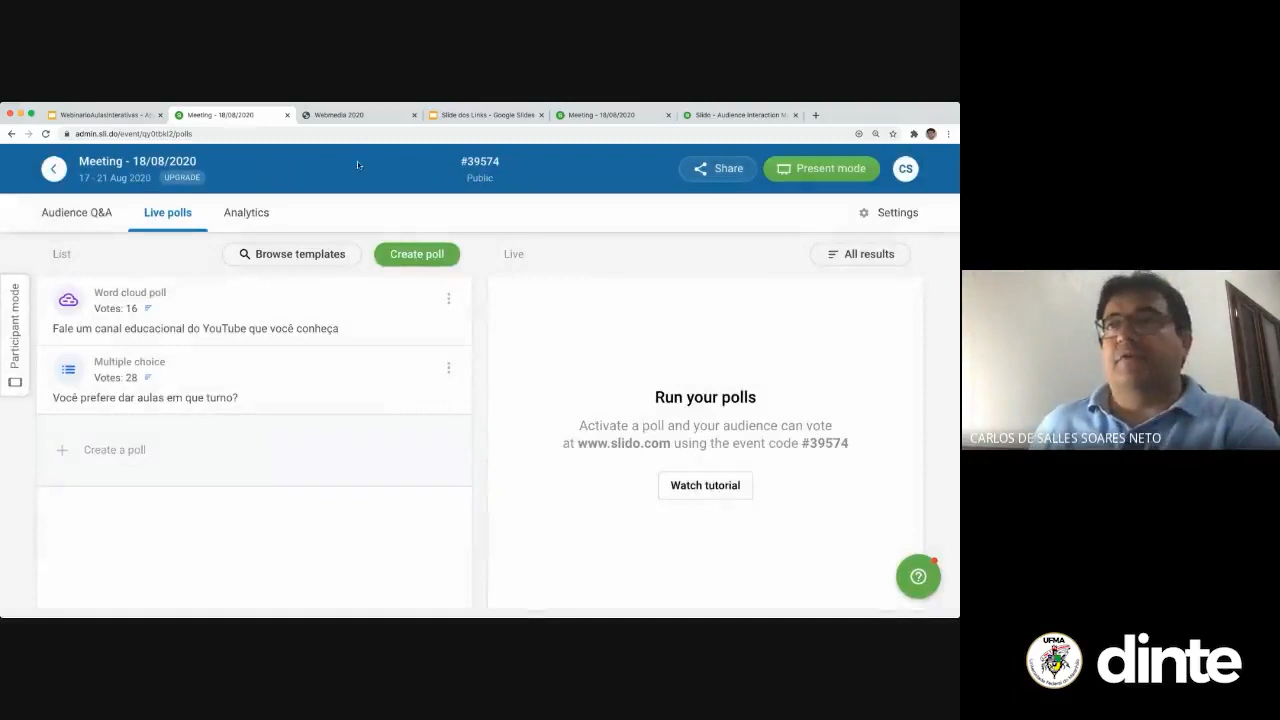 WebinarioAulasInterativas - A
Meeting - 18/08/2020
Webmedia 2020
Slide dos Links - Google Slides
Meeting - 18/08/2020
Slido - Audience Interaction M
admin.sli.do/event/qy0tbkl2/polls
Meeting - 18/08/2020
17 - 21 Aug 2020 UPGRADE
#39574
Public
Share
Present mode
CS
Audience Q&A Live polls Analytics
Settings
List
Browse templates
Create poll
Live
All results
Participant mode
Word cloud poll
Votes: 16
Fale um canal educacional do YouTube que você conheça
Multiple choice
Votes: 28
Você prefere dar aulas em que turno?
Create a poll
Run your polls
Activate a poll and your audience can vote
at www.slido.com using the event code #39574
Watch tutorial
CARLOS DE SALLES SOARES NETO
UFMA
dinte